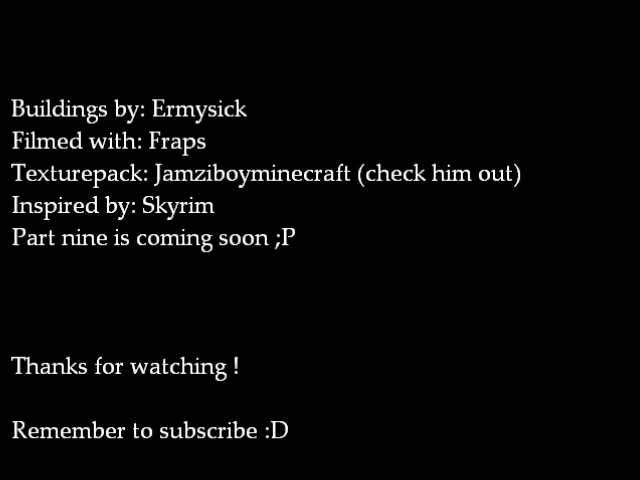 Buildings by: Ermysick
Filmed with: Fraps
Texturepack: Jamziboyminecraft (check him out)
Inspired by: Skyrim
Part nine is coming soon ;P
Thanks for watching !
Remember to subscribe :D